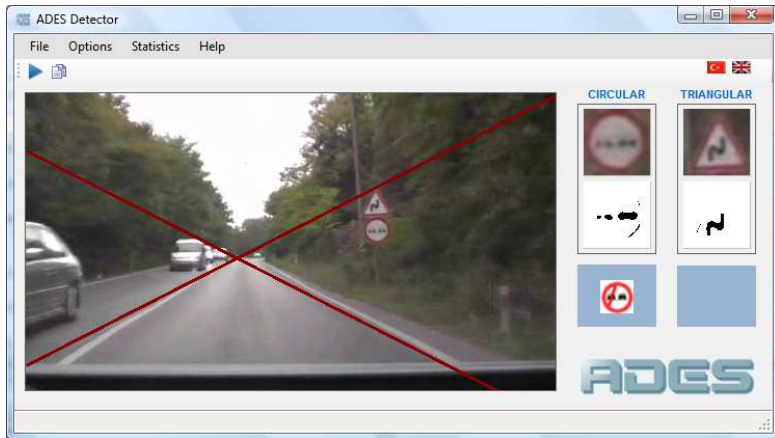 ADES Detector
File Options Statistics Help
CIRCULAR TRIANGULAR
ADES